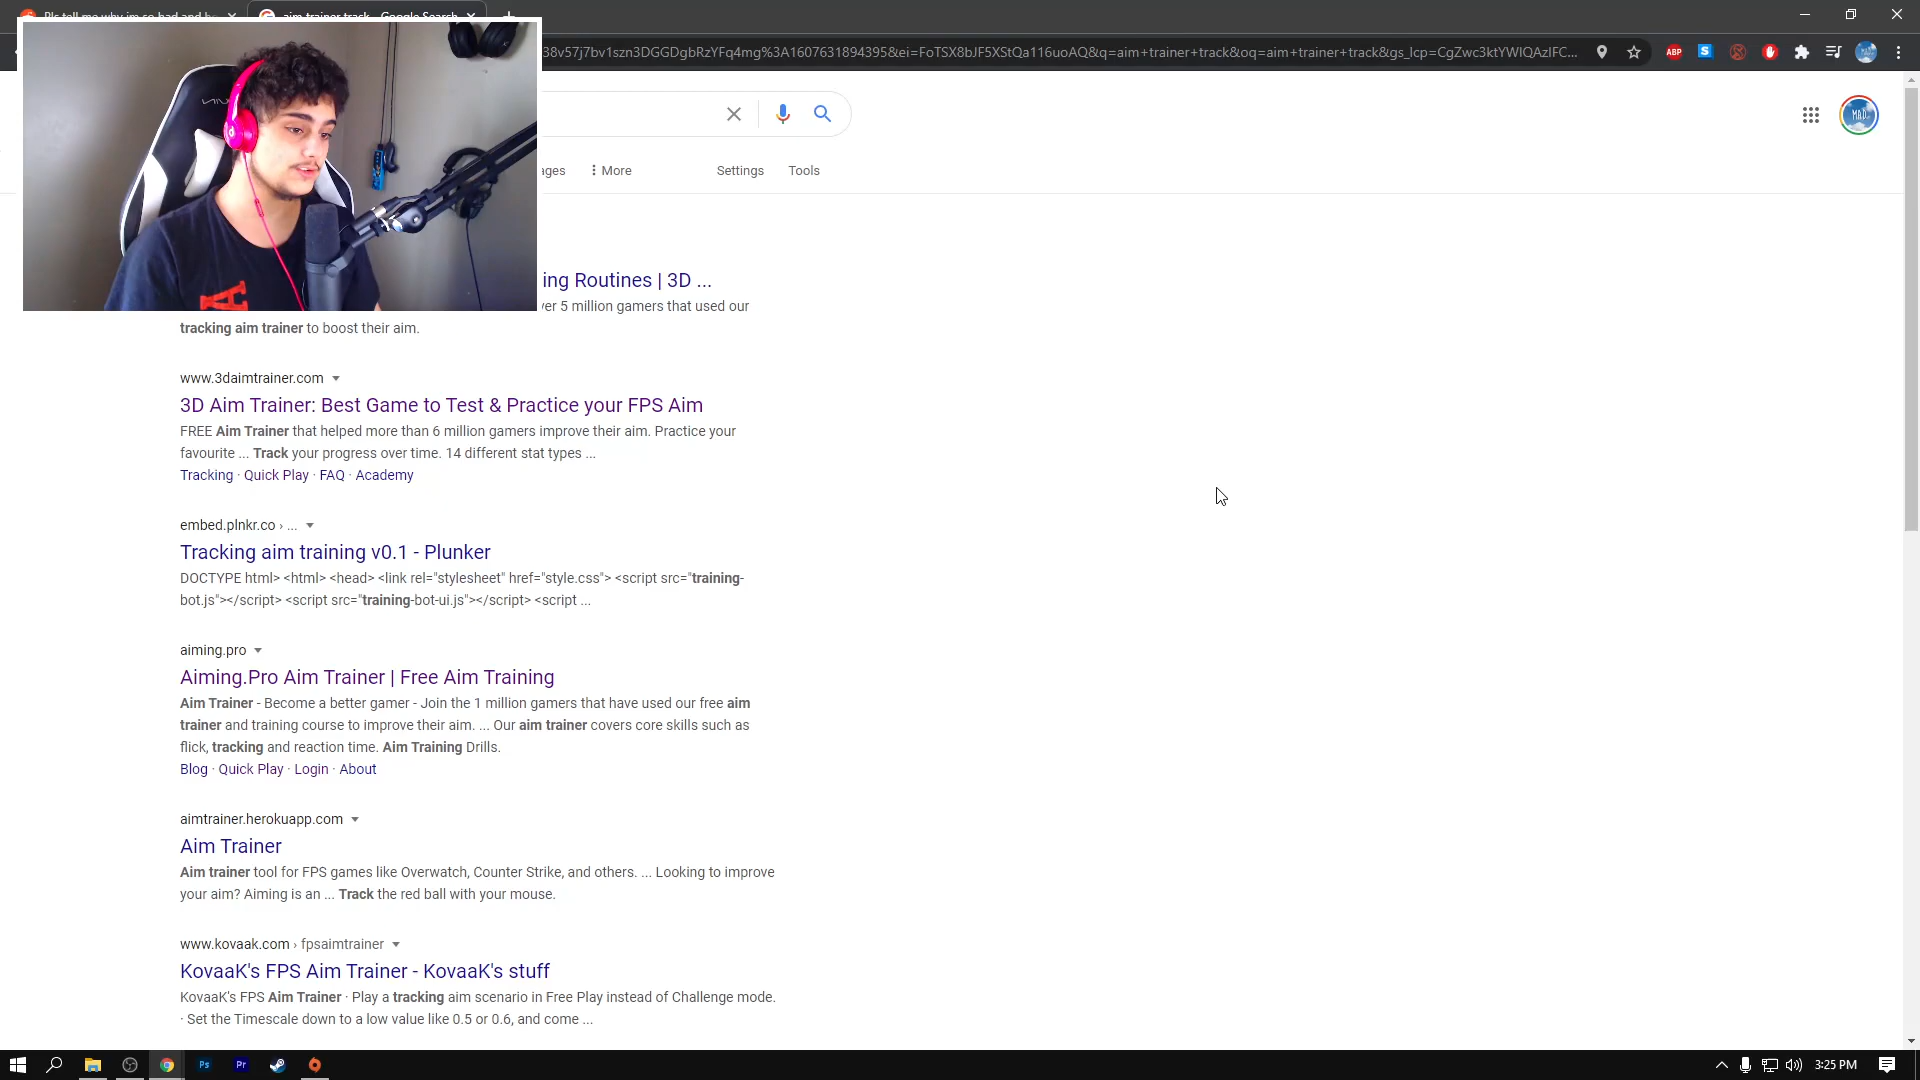 aim trainer track - Google Search
38v57j7bv1szn3DGGDgbRzYFq4mg%3A1607631894395&ei=FoTSX8bJF5XStQa116uoAQ&q=aim+trainer+track&oq=aim+trainer+track&gs_lcp=CgZwc3ktYWIQAzIFC...
ABP
S
ages
More
Settings
Tools
ing Routines | 3D ...
ver 5 million gamers that used our
tracking aim trainer to boost their aim.
www.3daimtrainer.com
3D Aim Trainer: Best Game to Test & Practice your FPS Aim
FREE Aim Trainer that helped more than 6 million gamers improve their aim. Practice your
favourite ... Track your progress over time. 14 different stat types ...
Tracking · Quick Play · FAQ · Academy
embed.plnkr.co › ...
Tracking aim training v0.1 - Plunker
DOCTYPE html> <html> <head> <link rel="stylesheet" href="style.css"> <script src="training-
bot.js"></script> <script src="training-bot-ui.js"></script> <script ...
aiming.pro
Aiming.Pro Aim Trainer | Free Aim Training
Aim Trainer - Become a better gamer - Join the 1 million gamers that have used our free aim
trainer and training course to improve their aim. ... Our aim trainer covers core skills such as
flick, tracking and reaction time. Aim Training Drills.
Blog · Quick Play · Login · About
aimtrainer.herokuapp.com
Aim Trainer
Aim trainer tool for FPS games like Overwatch, Counter Strike, and others. ... Looking to improve
your aim? Aiming is an ... Track the red ball with your mouse.
www.kovaak.com › fpsaimtrainer
KovaaK's FPS Aim Trainer - KovaaK's stuff
KovaaK's FPS Aim Trainer · Play a tracking aim scenario in Free Play instead of Challenge mode.
· Set the Timescale down to a low value like 0.5 or 0.6, and come ...
Ps
Pr
3:25 PM